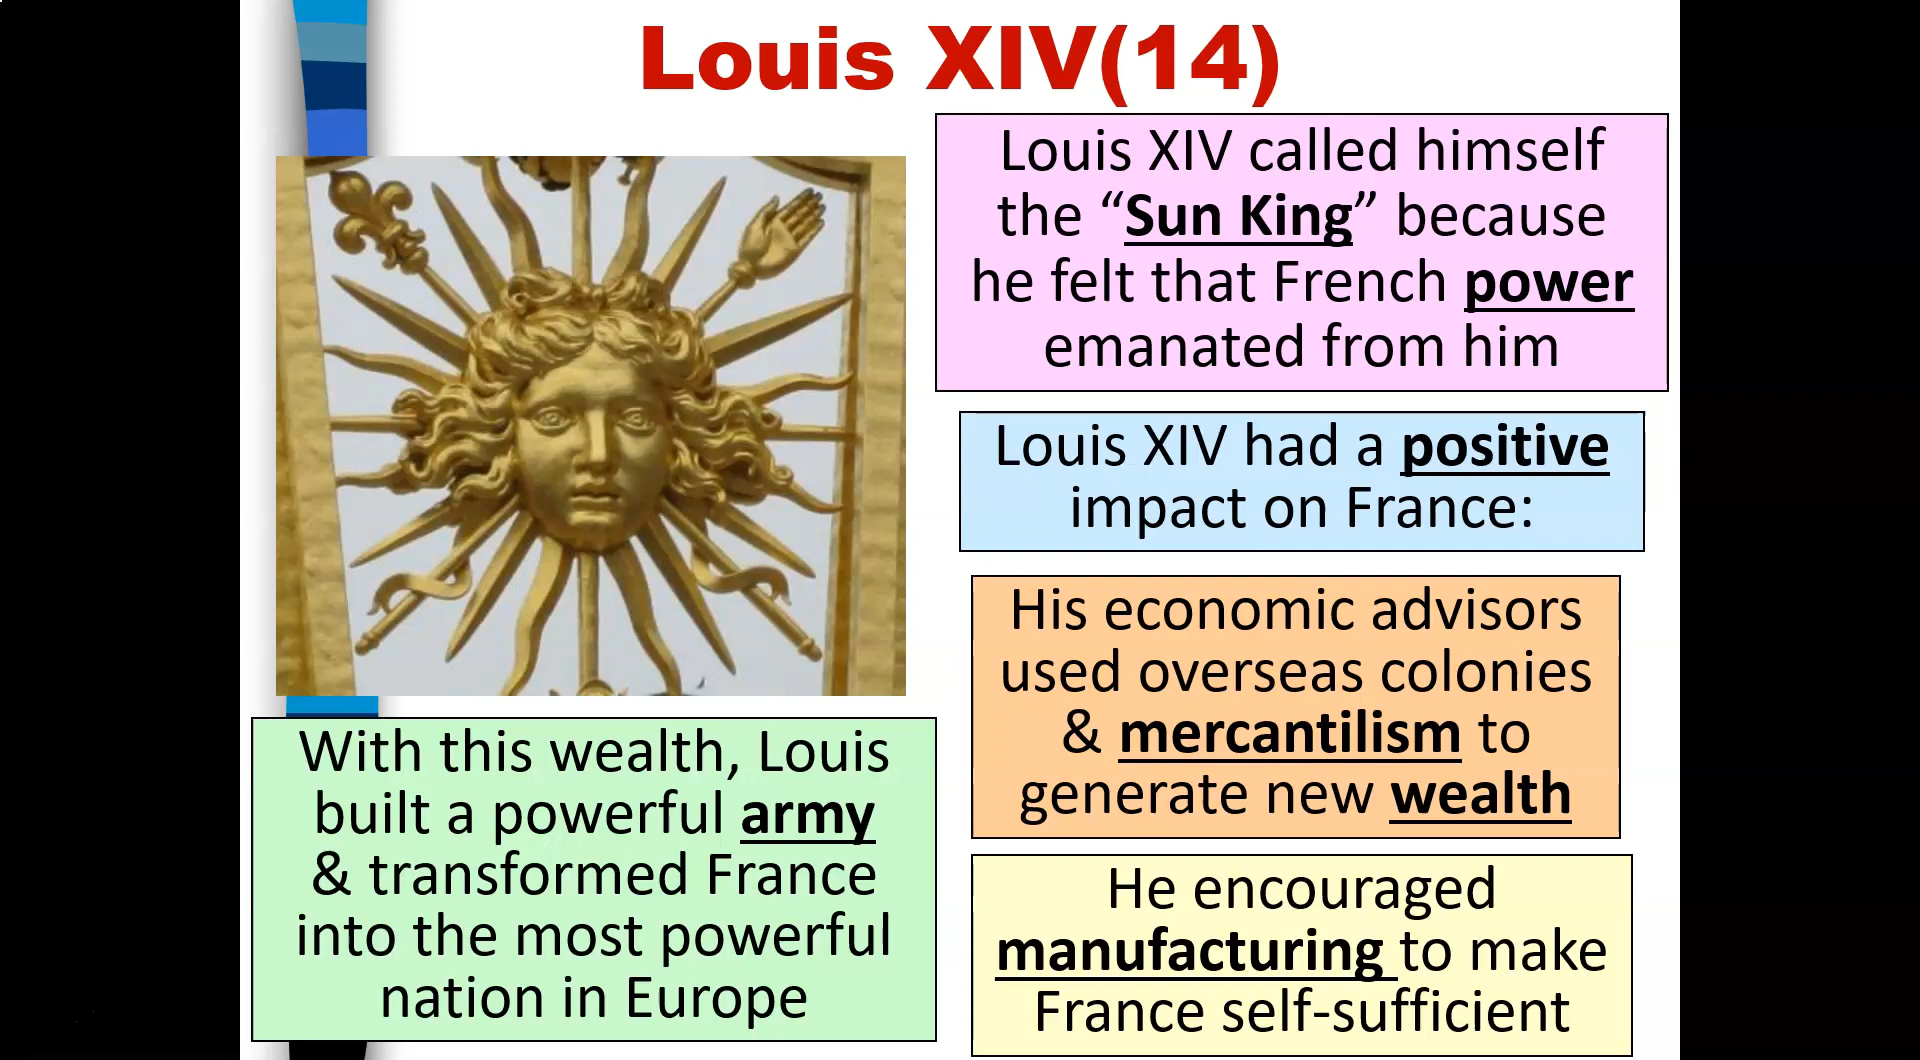 Louis XIV(14)
Louis XIV called himself
the “Sun King” because
he felt that French power
emanated from him
Louis XIV had a positive
impact on France:
His economic advisors
used overseas colonies
& mercantilism to
generate new wealth
He encouraged
manufacturing to make
France self-sufficient
With this wealth, Louis
built a powerful army
& transformed France
into the most powerful
nation in Europe